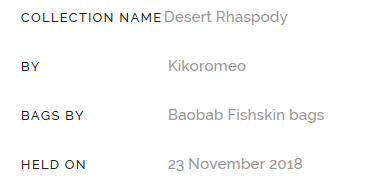 COLLECTION NAME Desert Rhaspody
BY Kikoromeo
BAGS BY Baobab Fishskin bags
HELD ON 23 November 2018